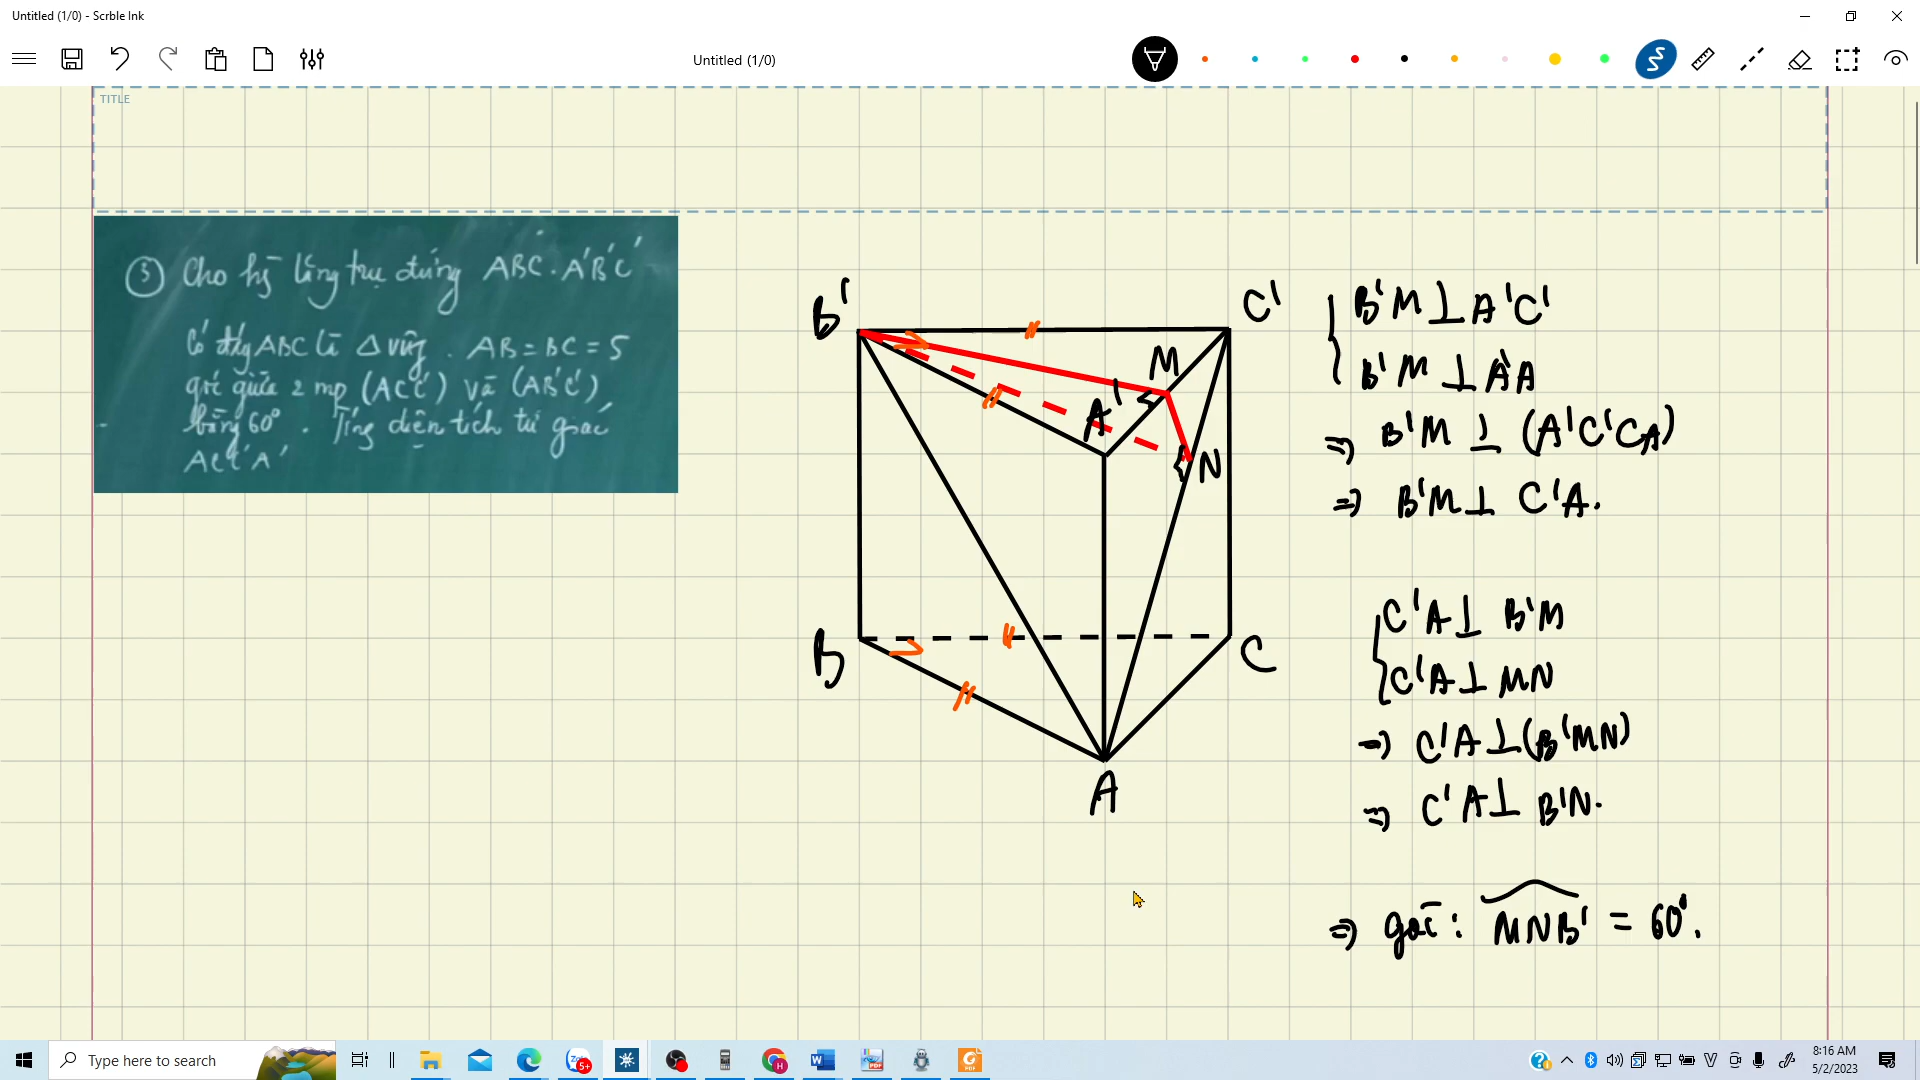 Untitled (1/0) - Scrble Ink
Untitled (1/0)
TITLE
③ Cho hỳ lăng trụ đứng ABC.A'B'C'
Có đáy ABC là Δ vuông. AB = BC = 5
góc giữa 2 mp (ACC') và (AB'C')
bằng 60°. Tính diện tích tứ giác
ACC'A'
B'
C'
M
A'
N
B
C
A
B'M ⊥ A'C'
B'M ⊥ A'A
⇒ B'M ⊥ (A'C'CA)
⇒ B'M ⊥ C'A.
C'A ⊥ B'M
C'A ⊥ MN
⇒ C'A ⊥ (B'MN)
⇒ C'A ⊥ B'N.
⇒ góc: MNB' = 60°.
Type here to search
8:16 AM
5/2/2023